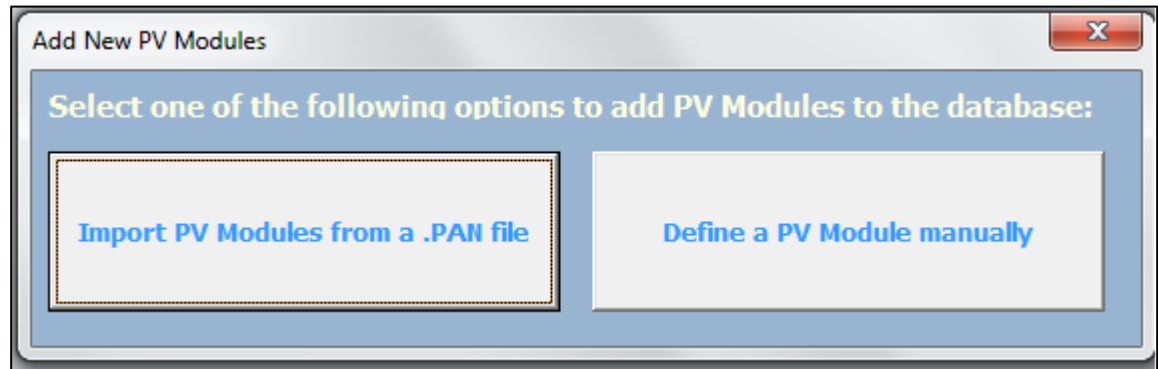 Add New PV Modules
Select one of the following options to add PV Modules to the database:
Import PV Modules from a .PAN file
Define a PV Module manually